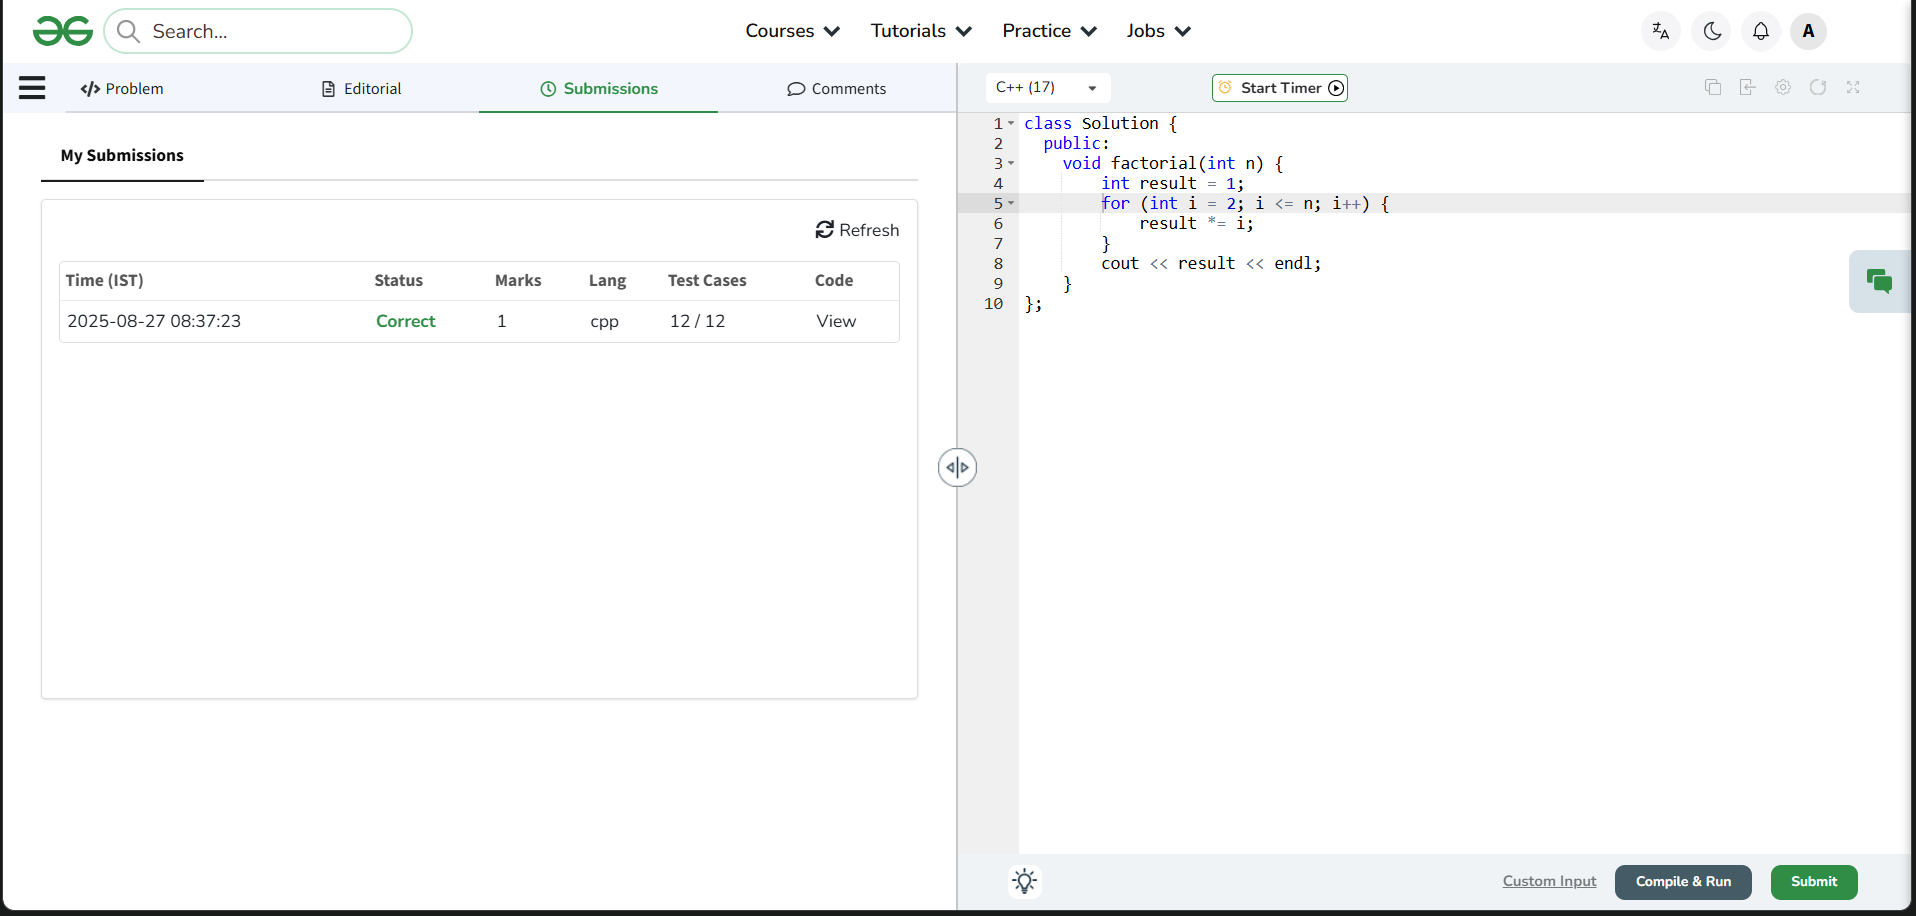 Search...
Courses
Tutorials
Practice
Jobs
A
Problem
Editorial
Submissions
Comments
My Submissions
Refresh
Time (IST) Status Marks Lang Test Cases Code
2025-08-27 08:37:23 Correct 1 cpp 12 / 12 View
C++ (17)
Start Timer
1 class Solution {
2 public:
3 void factorial(int n) {
4 int result = 1;
5 for (int i = 2; i <= n; i++) {
6 result *= i;
7 }
8 cout << result << endl;
9 }
10 };
Custom Input
Compile & Run
Submit